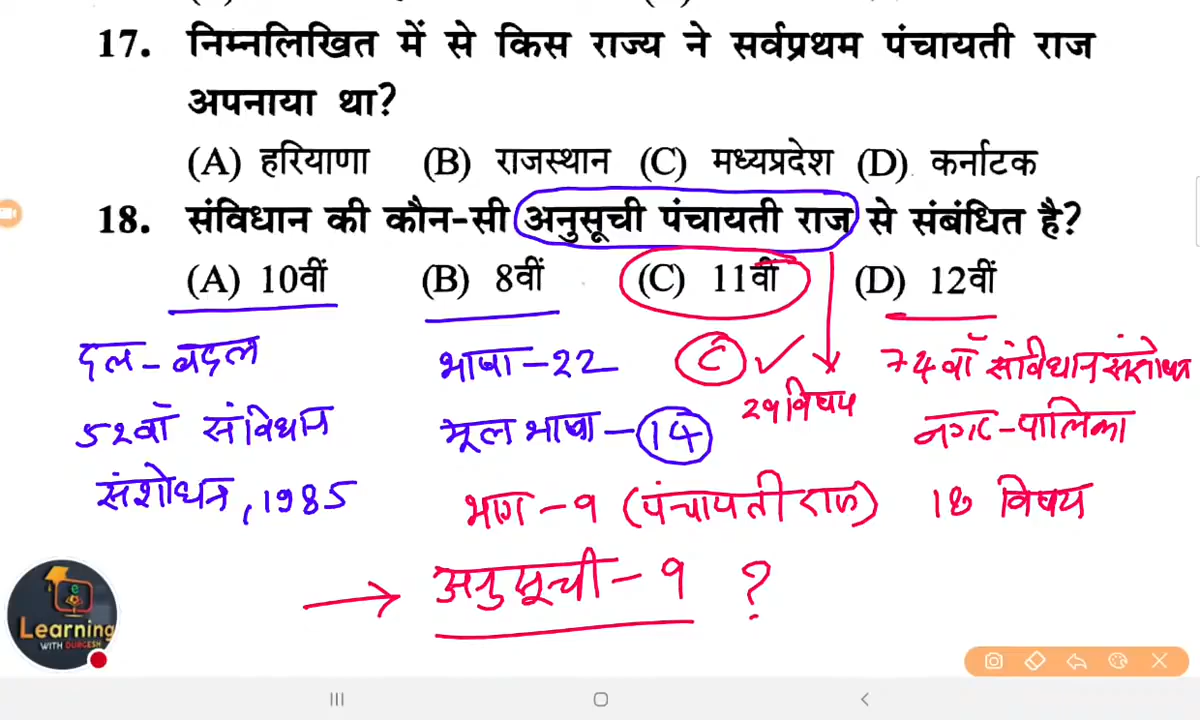 17. निम्नलिखित में से किस राज्य ने सर्वप्रथम पंचायती राज
अपनाया था?
(A) हरियाणा (B) राजस्थान (C) मध्यप्रदेश (D) कर्नाटक
18. संविधान की कौन-सी अनुसूची पंचायती राज से संबंधित है?
(A) 10वीं (B) 8वीं (C) 11वीं (D) 12वीं
दल-बदल भाषा-22 C 74वाँ संविधान संशोधन
52वाँ संविधान मूल भाषा-14 29 विषय नगर-पालिका
संशोधन, 1985 भाग-9 (पंचायती राज) 18 विषय
अनुसूची-9 ?
e
Learning
WITH DURGESH